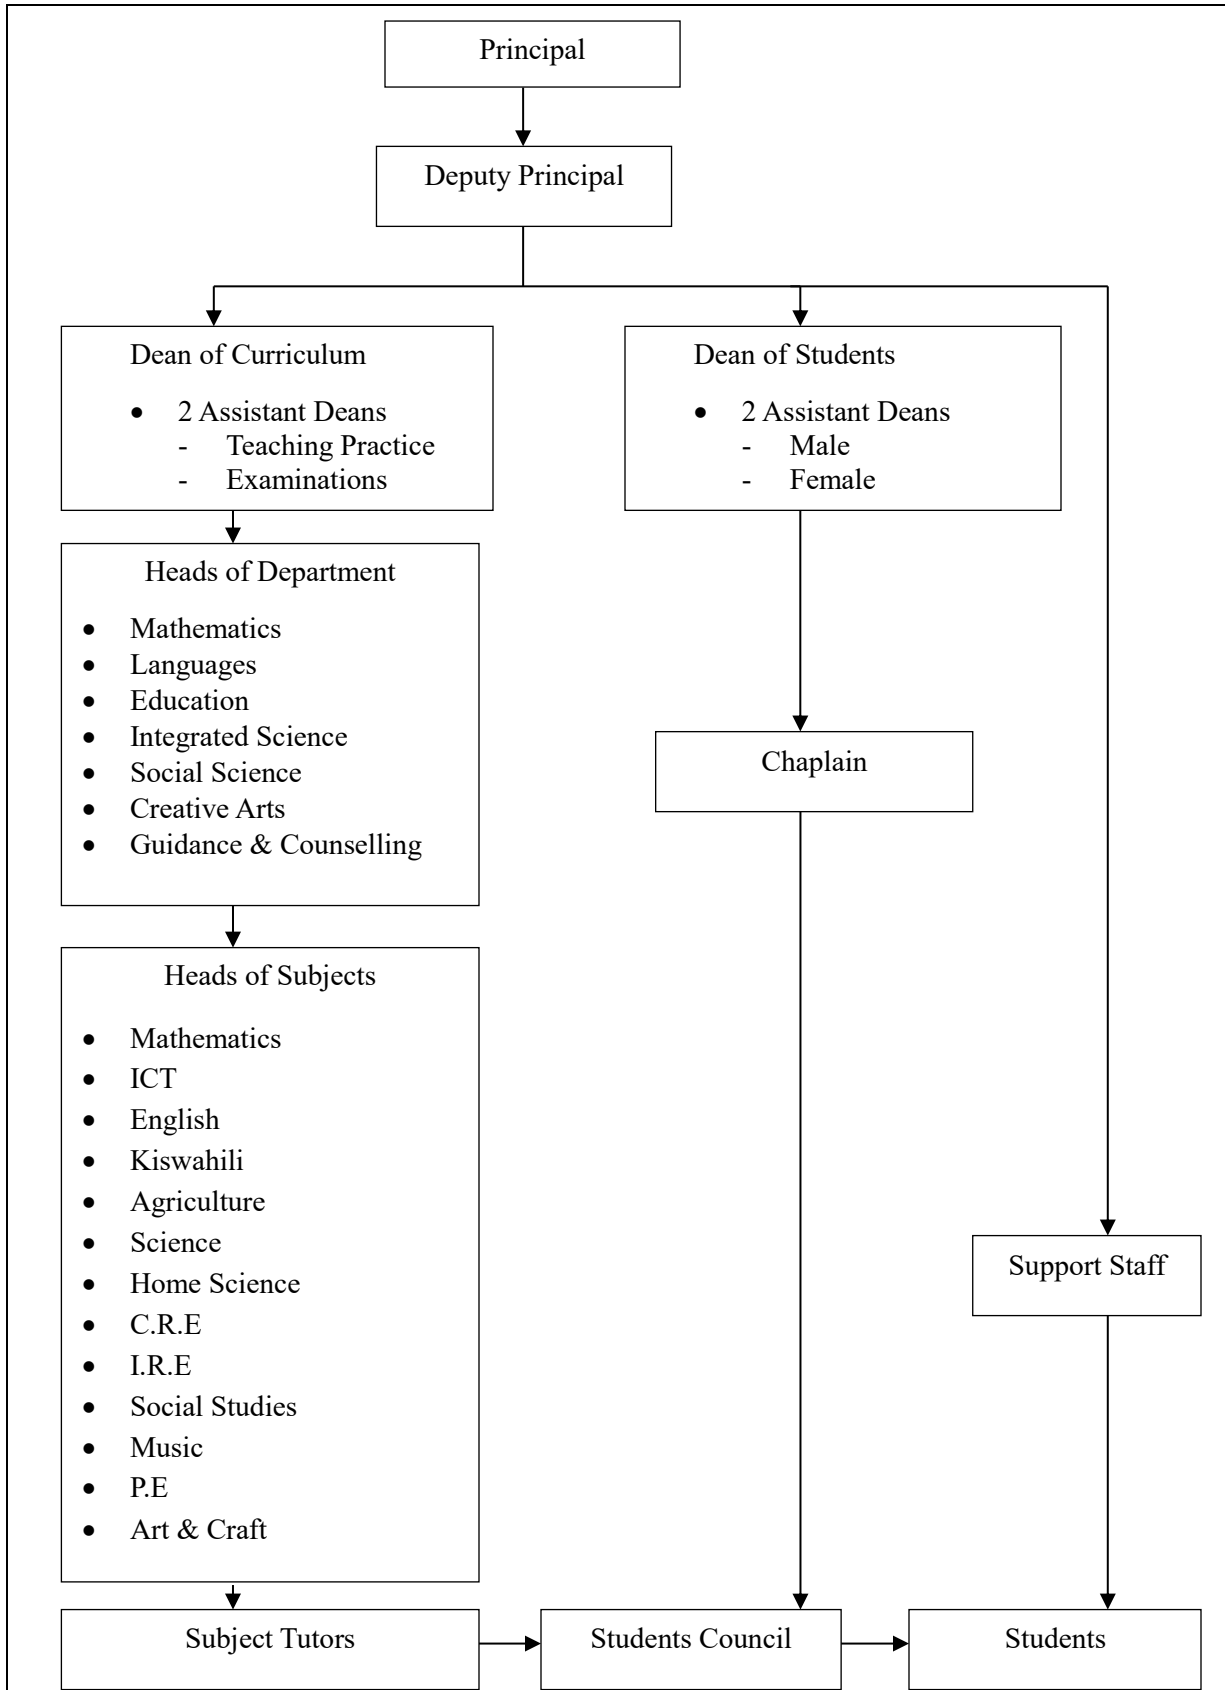 Principal
Deputy Principal
Dean of Curriculum
• 2 Assistant Deans
- Teaching Practice
- Examinations
Dean of Students
• 2 Assistant Deans
- Male
- Female
Heads of Department
• Mathematics
• Languages
• Education
• Integrated Science
• Social Science
• Creative Arts
• Guidance & Counselling
Chaplain
Heads of Subjects
• Mathematics
• ICT
• English
• Kiswahili
• Agriculture
• Science
• Home Science
• C.R.E
• I.R.E
• Social Studies
• Music
• P.E
• Art & Craft
Support Staff
Subject Tutors
Students Council
Students